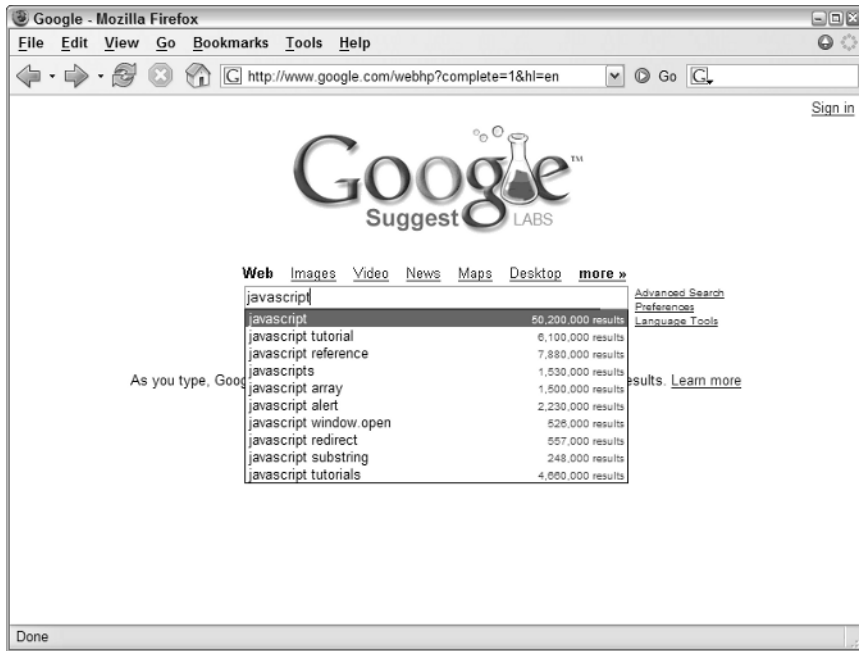 Google - Mozilla Firefox
File Edit View Go Bookmarks Tools Help
G http://www.google.com/webhp?complete=1&hl=en Go G
Sign in
Google™
Suggest LABS
Web Images Video News Maps Desktop more »
javascript
Advanced Search
Preferences
Language Tools
javascript 50,200,000 results
javascript tutorial 6,100,000 results
javascript reference 7,880,000 results
javascripts 1,530,000 results
As you type, Goog esults. Learn more
javascript array 1,500,000 results
javascript alert 2,230,000 results
javascript window.open 526,000 results
javascript redirect 557,000 results
javascript substring 248,000 results
javascript tutorials 4,660,000 results
Done